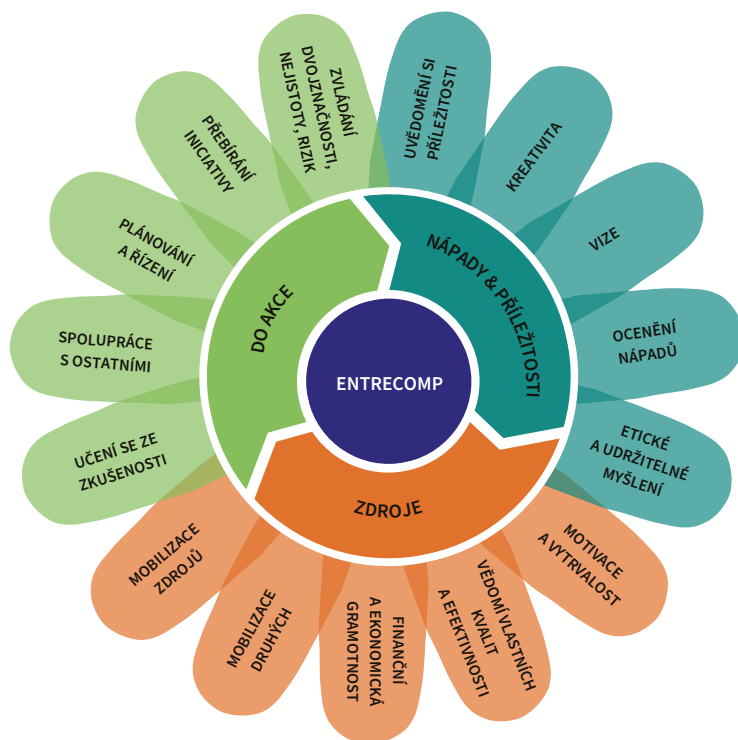 ENTRECOMP
NÁPADY & PŘÍLEŽITOSTI
UVĚDOMĚNÍ SI
PŘÍLEŽITOSTI
KREATIVITA
VIZE
OCENĚNÍ
NÁPADŮ
ETICKÉ
A UDRŽITELNÉ
MYŠLENÍ
ZDROJE
MOTIVACE
A VYTRVALOST
VĚDOMÍ VLASTNÍCH
KVALIT
A EFEKTIVNOSTI
FINANČNÍ
A EKONOMICKÁ
GRAMOTNOST
MOBILIZACE
DRUHÝCH
MOBILIZACE
ZDROJŮ
DO AKCE
UČENÍ SE ZE
ZKUŠENOSTI
SPOLUPRÁCE
S OSTATNÍMI
PLÁNOVÁNÍ
A ŘÍZENÍ
PŘEBÍRÁNÍ
INICIATIVY
ZVLÁDÁNÍ
DVOJZNAČNOSTI,
NEJISTOTY, RIZIK